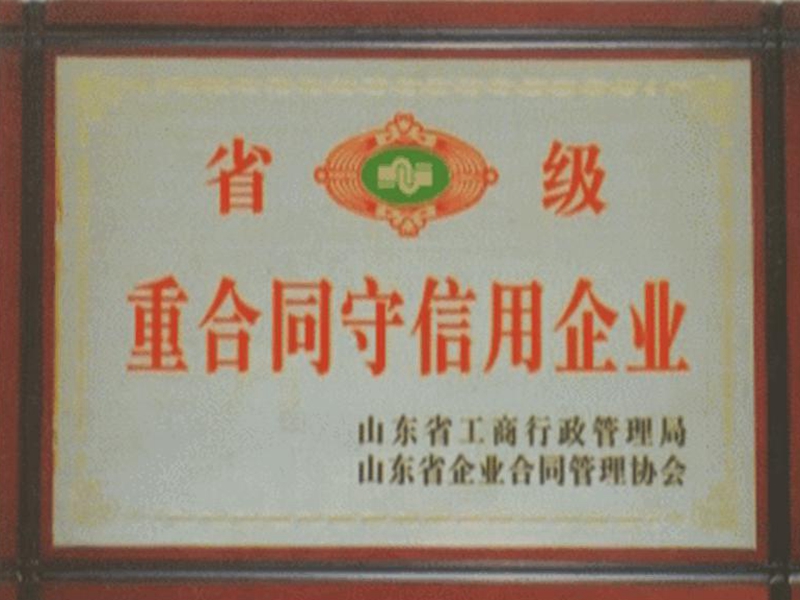 省级
重合同守信用企业
山东省工商行政管理局
山东省企业合同管理协会